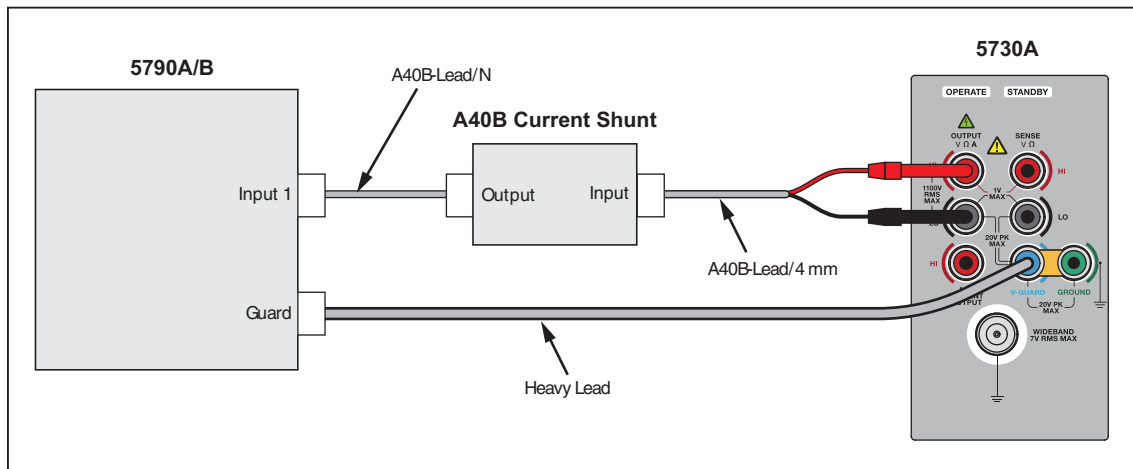 5790A/B
A40B-Lead/N
A40B Current Shunt
5730A
OPERATE STANDBY
OUTPUT
V Ω A
SENSE
V Ω
HI
1100V
RMS
MAX
1V
MAX
Input 1
Output
Input
LO
20V PK
MAX
A40B-Lead/4 mm
HI
Guard
V-GUARD
GROUND
20V PK
MAX
WIDEBAND
7V RMS MAX
Heavy Lead